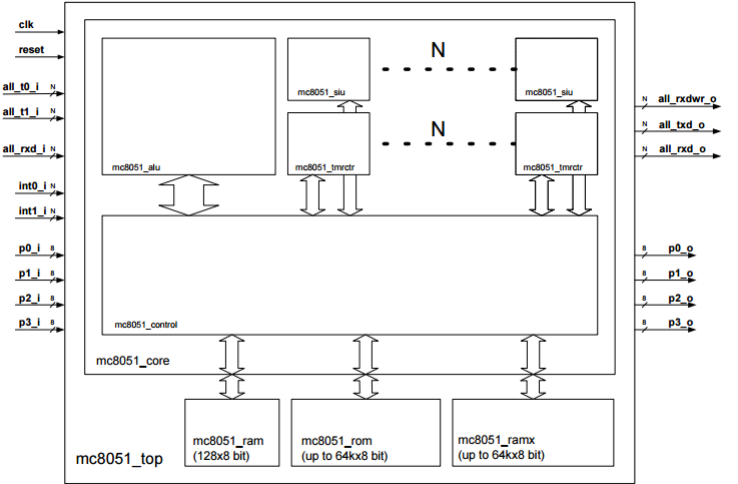 clk
reset
all_t0_i N
all_t1_i N
all_rxd_i N
int0_i N
int1_i N
p0_i 8
p1_i 8
p2_i 8
p3_i 8
N
mc8051_siu
mc8051_siu
N
mc8051_alu
mc8051_tmrctr
mc8051_tmrctr
N all_rxdwr_o
N all_txd_o
N all_rxd_o
8 p0_o
8 p1_o
8 p2_o
8 p3_o
mc8051_control
mc8051_core
mc8051_ram
(128x8 bit)
mc8051_rom
(up to 64kx8 bit)
mc8051_ramx
(up to 64kx8 bit)
mc8051_top